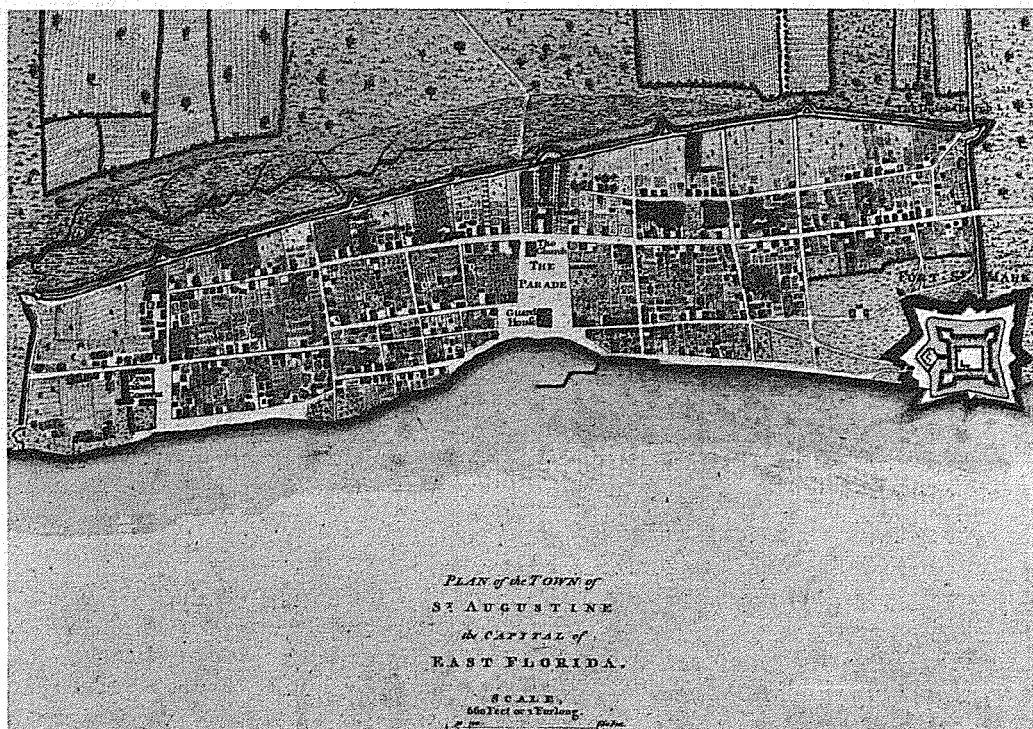 THE
PARADE
Guard
House
FORT St MARK
PLAN of the TOWN of
St AUGUSTINE
the CAPITAL of
EAST FLORIDA.
SCALE,
660 Feet or 1 Furlong